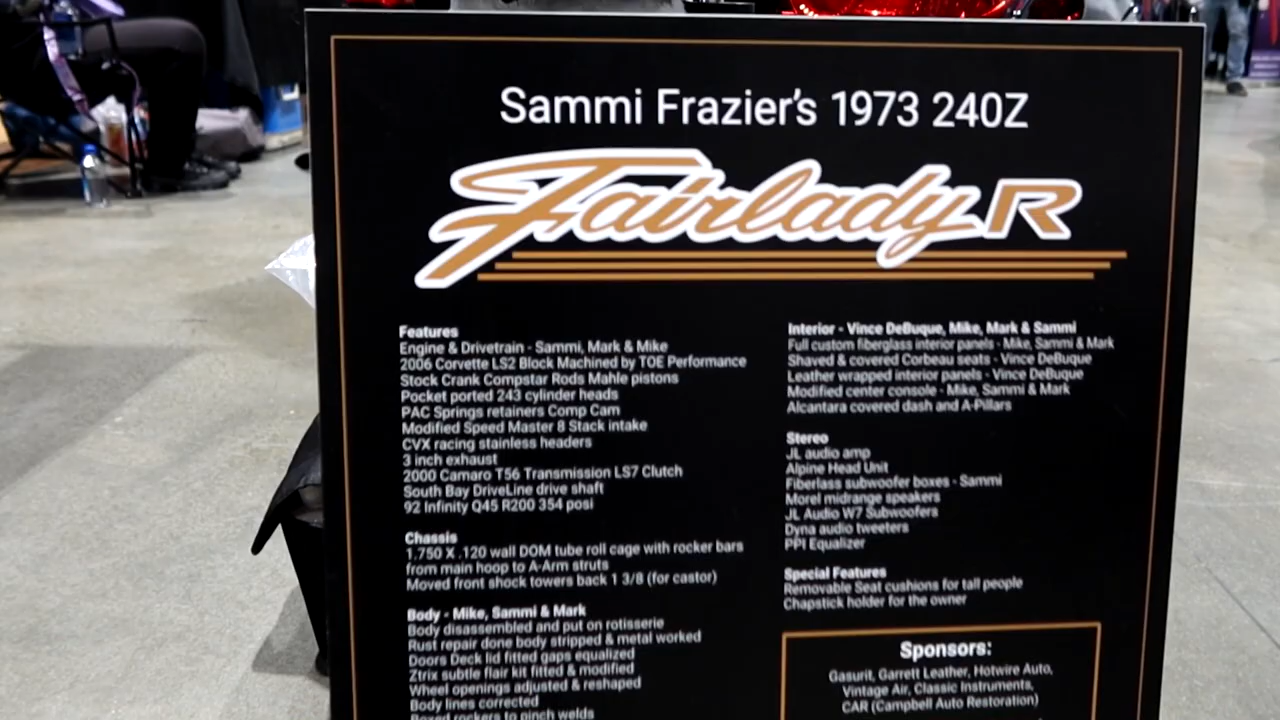 Sammi Frazier's 1973 240Z
Fairlady R
Features
Engine & Drivetrain - Sammi, Mark & Mike
2006 Corvette LS2 Block Machined by TOE Performance
Stock Crank Compstar Rods Mahle pistons
Pocket ported 243 cylinder heads
PAC Springs retainers Comp Cam
Modified Speed Master 8 Stack intake
CVX racing stainless headers
3 inch exhaust
2000 Camaro T56 Transmission LS7 Clutch
South Bay DriveLine drive shaft
92 Infinity Q45 R200 354 posi
Chassis
1.750 X .120 wall DOM tube roll cage with rocker bars
from main hoop to A-Arm struts
Moved front shock towers back 1 3/8 (for castor)
Body - Mike, Sammi & Mark
Body disassembled and put on rotisserie
Rust repair done body stripped & metal worked
Doors Deck lid fitted gaps equalized
Ztrix subtle flair kit fitted & modified
Wheel openings adjusted & reshaped
Body lines corrected
Boxed rockers to pinch welds
Interior - Vince DeBuque, Mike, Mark & Sammi
Full custom fiberglass interior panels - Mike, Sammi & Mark
Shaved & covered Corbeau seats - Vince DeBuque
Leather wrapped interior panels - Vince DeBuque
Modified center console - Mike, Sammi & Mark
Alcantara covered dash and A-Pillars
Stereo
JL audio amp
Alpine Head Unit
Fiberlass subwoofer boxes - Sammi
Morel midrange speakers
JL Audio W7 Subwoofers
Dyna audio tweeters
PPI Equalizer
Special Features
Removable Seat cushions for tall people
Chapstick holder for the owner
Sponsors:
Gasurit, Garrett Leather, Hotwire Auto,
Vintage Air, Classic Instruments,
CAR (Campbell Auto Restoration)